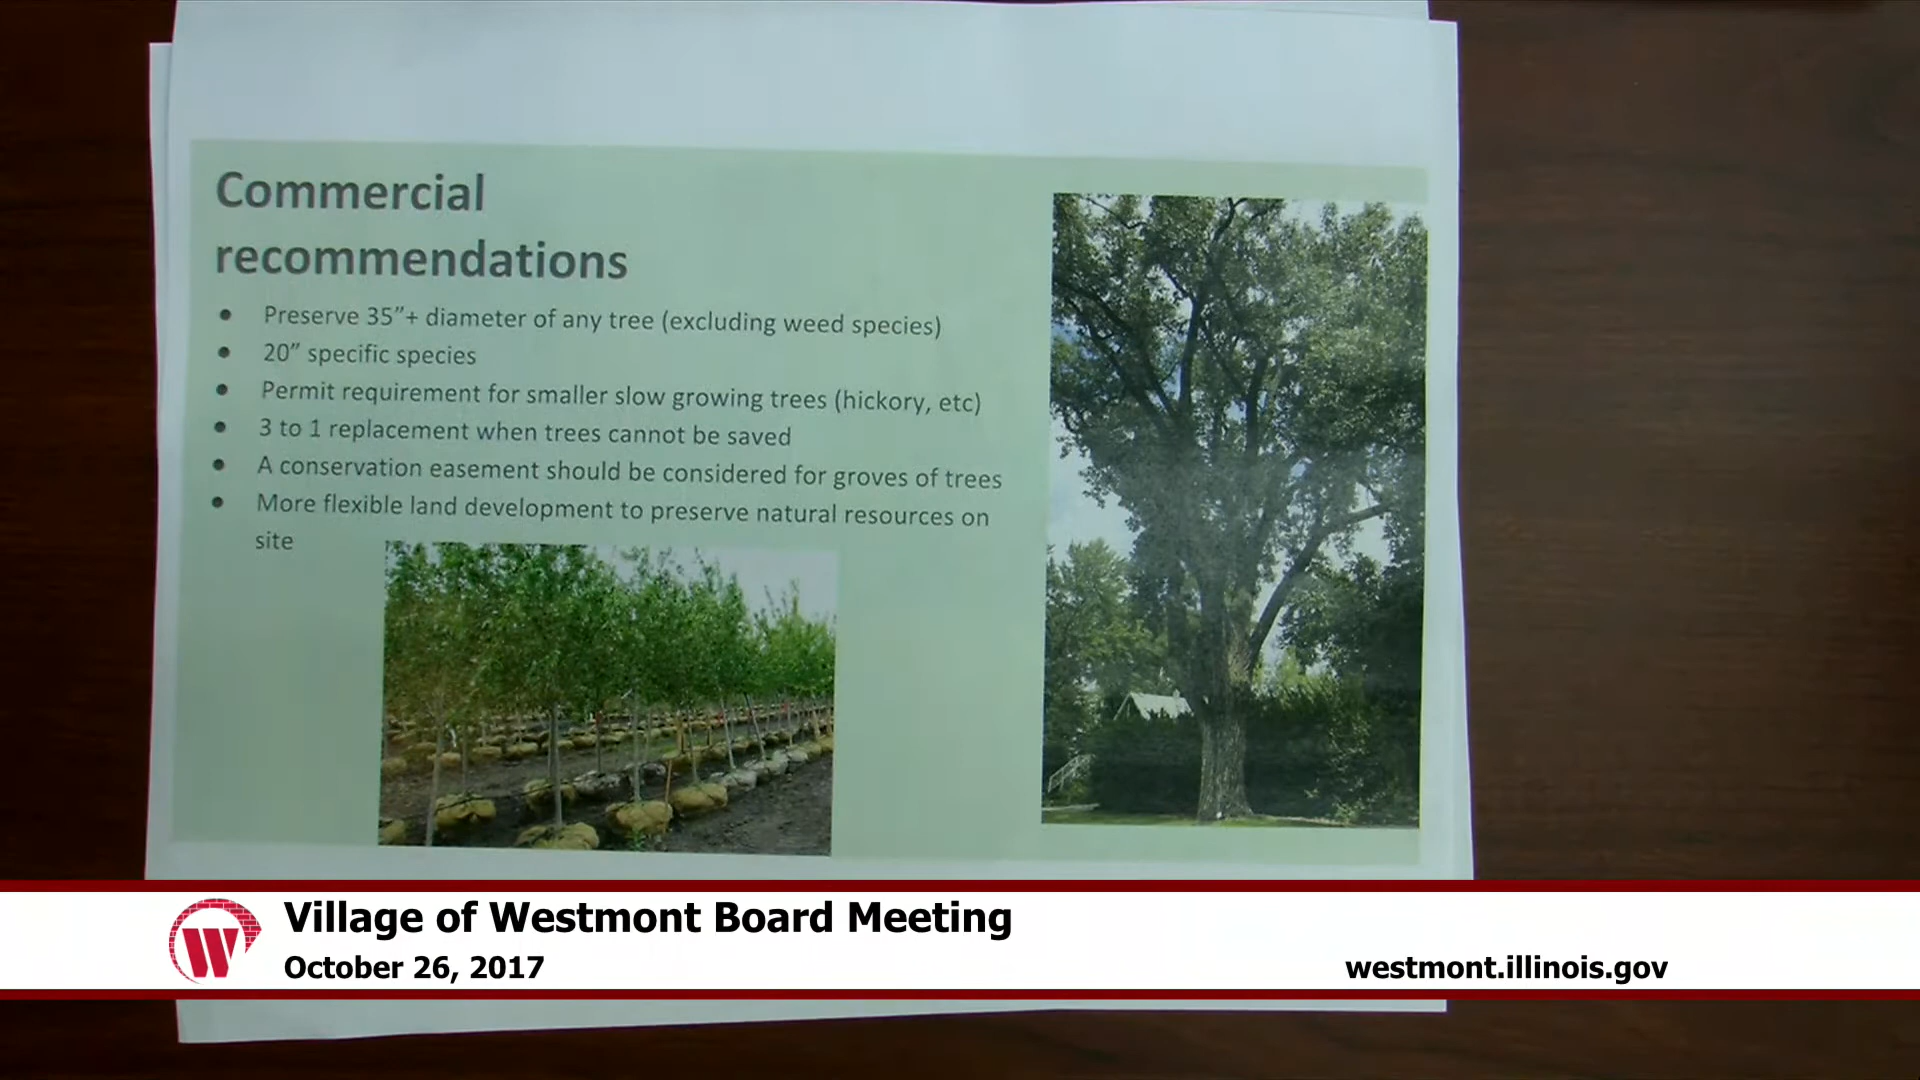 Commercial
recommendations
• Preserve 35”+ diameter of any tree (excluding weed species)
• 20” specific species
• Permit requirement for smaller slow growing trees (hickory, etc)
• 3 to 1 replacement when trees cannot be saved
• A conservation easement should be considered for groves of trees
• More flexible land development to preserve natural resources on
site
W
Village of Westmont Board Meeting
October 26, 2017
westmont.illinois.gov